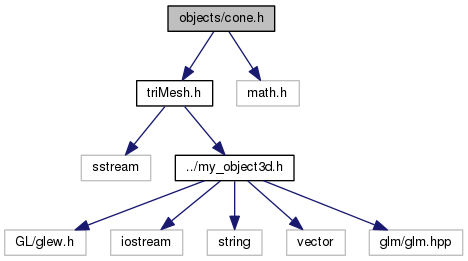 objects/cone.h
triMesh.h
math.h
sstream
../my_object3d.h
GL/glew.h
iostream
string
vector
glm/glm.hpp